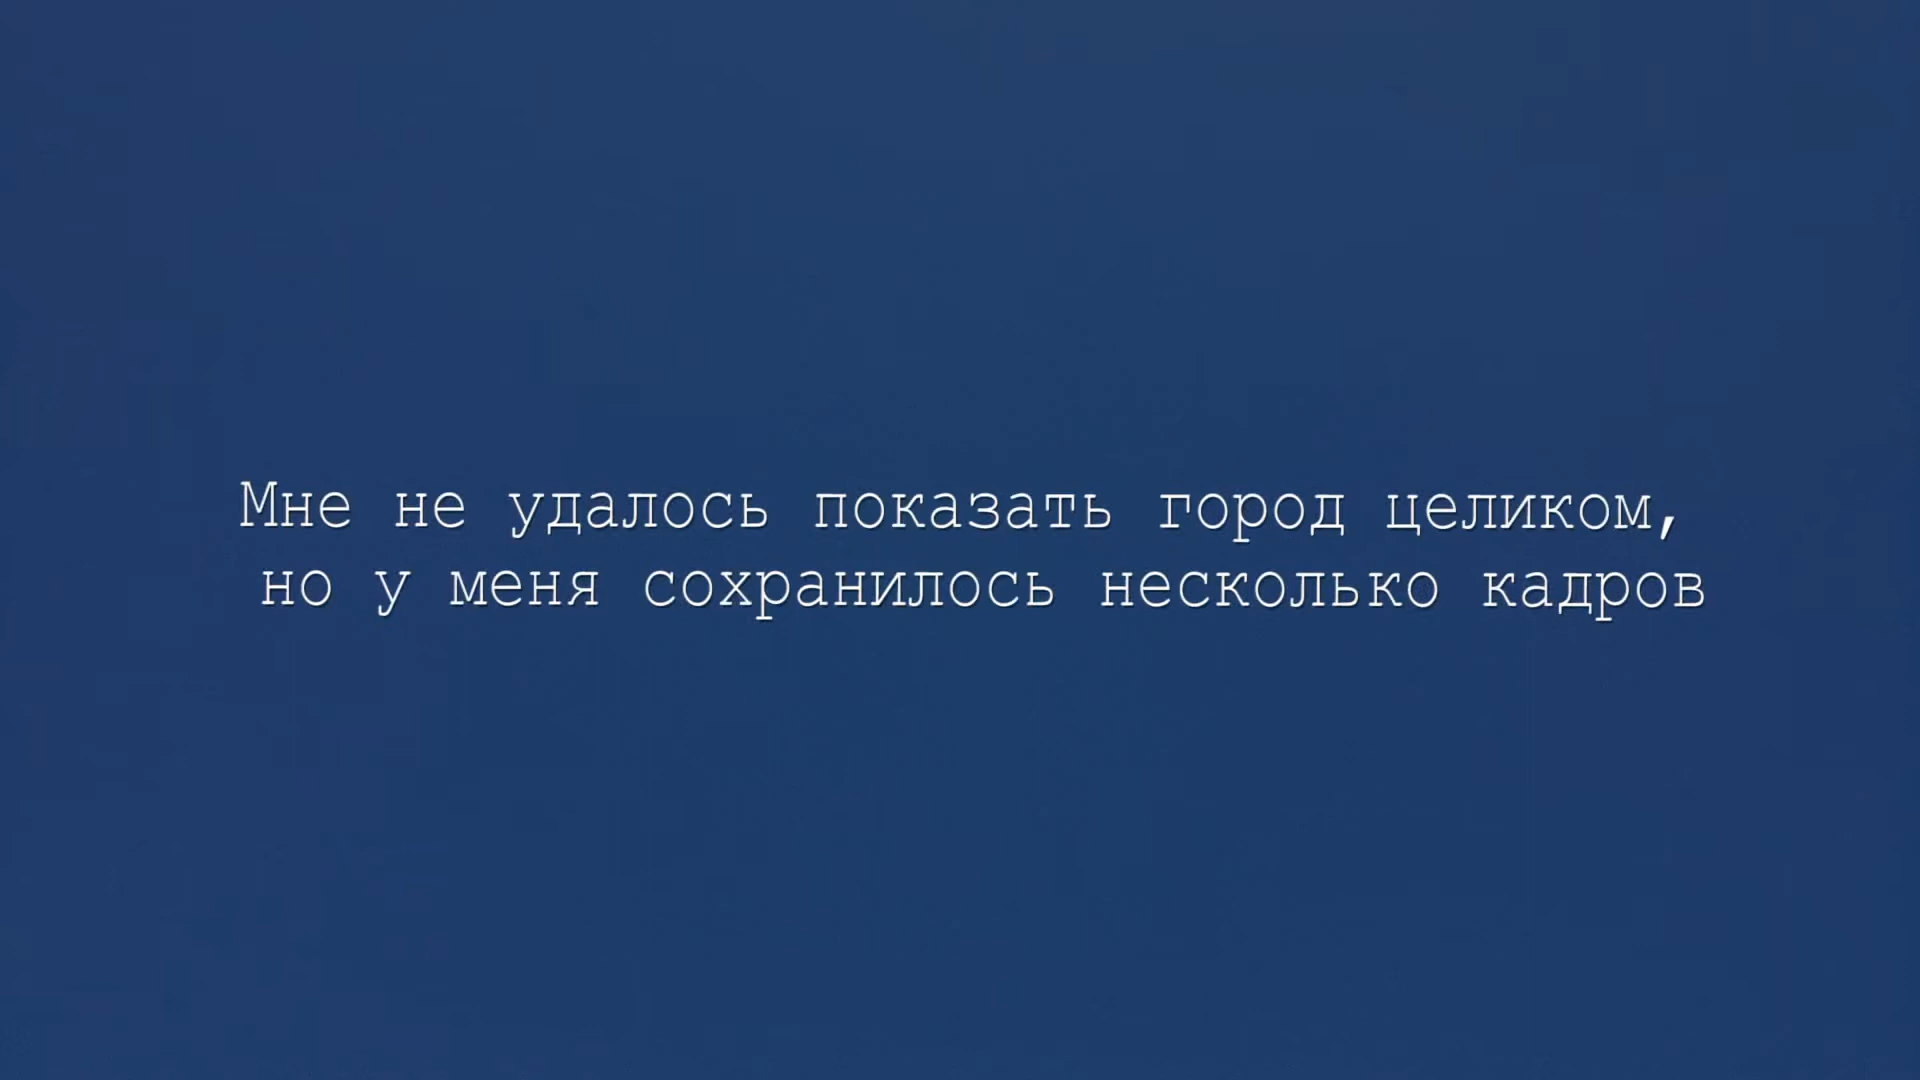 Мне не удалось показать город целиком,
но у меня сохранилось несколько кадров